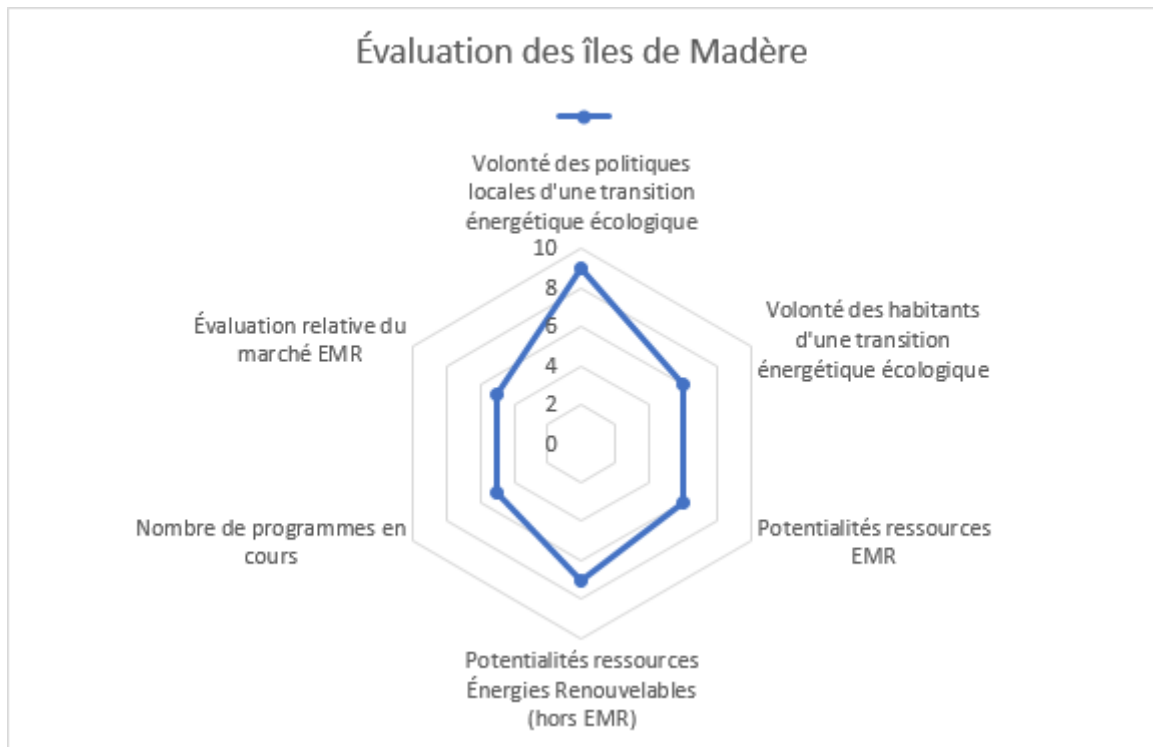 Évaluation des îles de Madère
Volonté des politiques
locales d'une transition
énergétique écologique
10
8
6
4
2
0
Volonté des habitants
d'une transition
énergétique écologique
Potentialités ressources
EMR
Potentialités ressources
Énergies Renouvelables
(hors EMR)
Nombre de programmes en
cours
Évaluation relative du
marché EMR